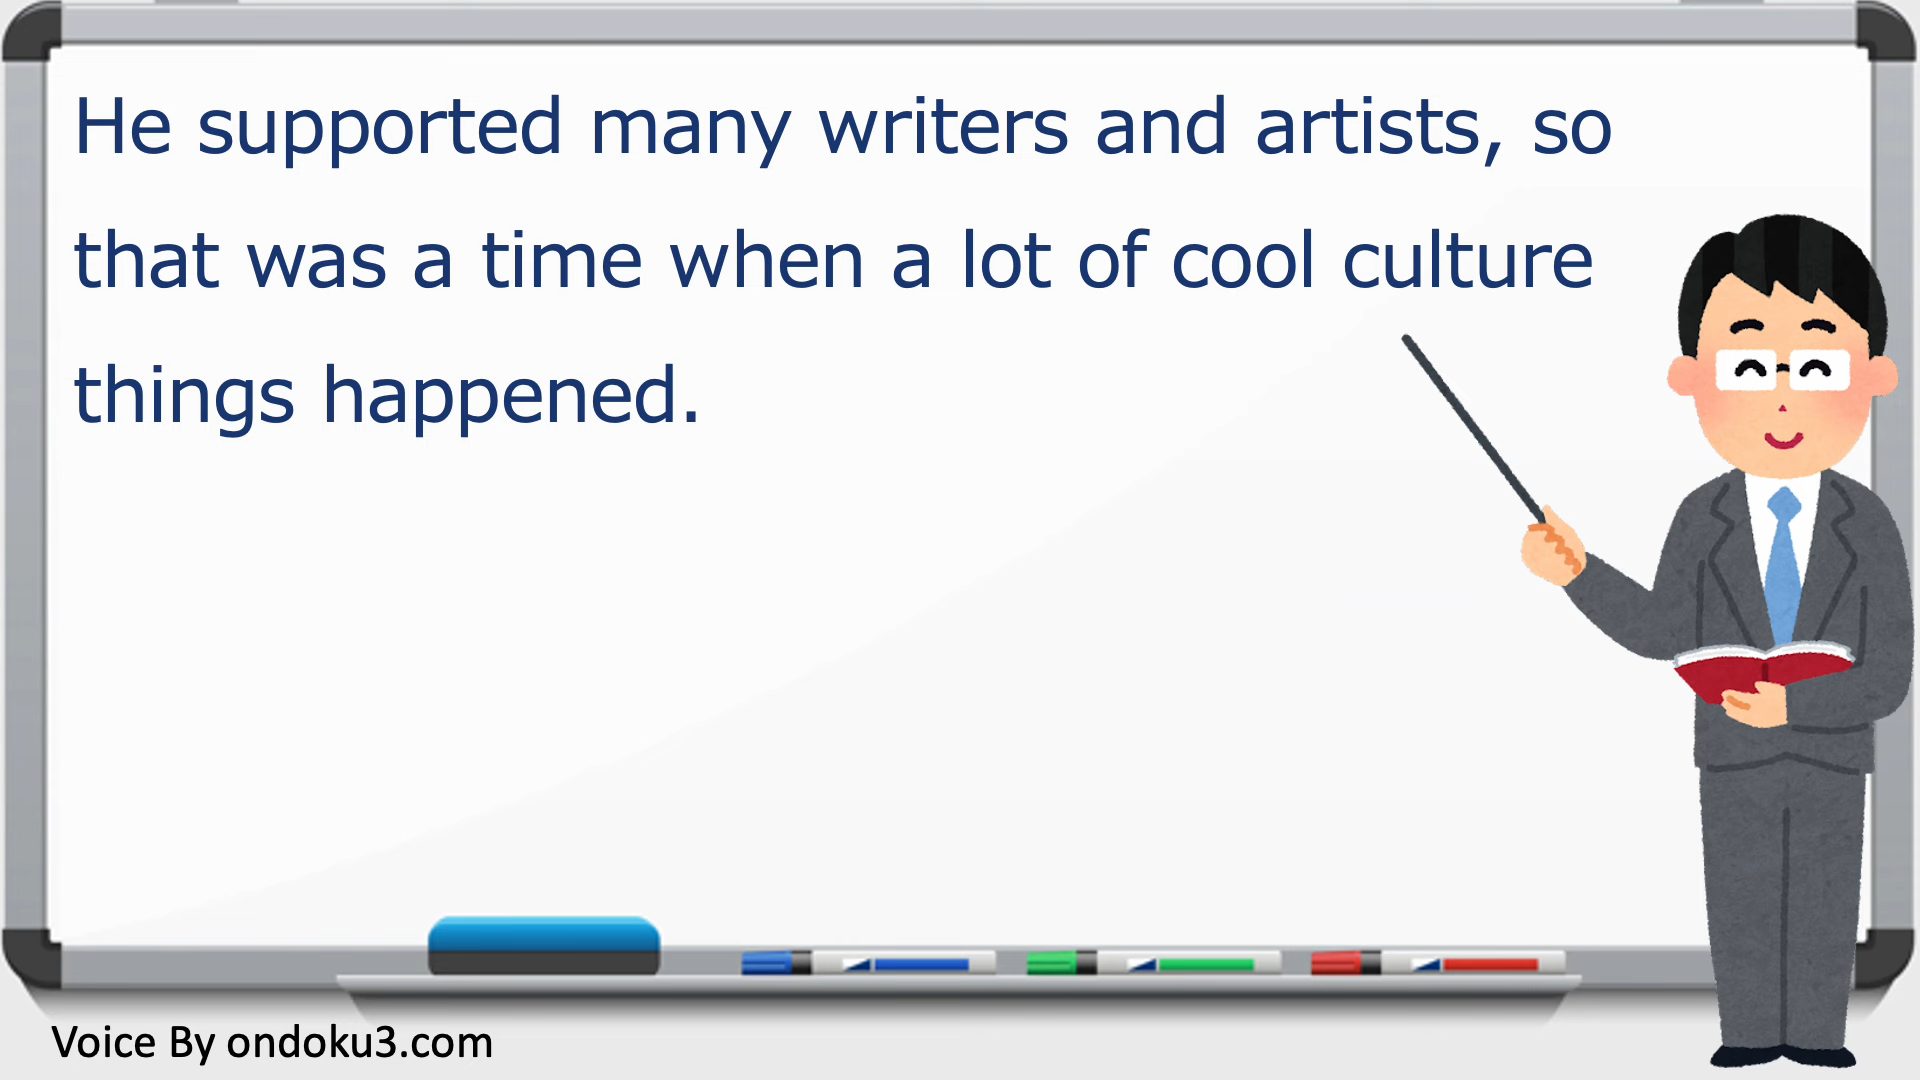 He supported many writers and artists, so
that was a time when a lot of cool culture
things happened.
Voice By ondoku3.com